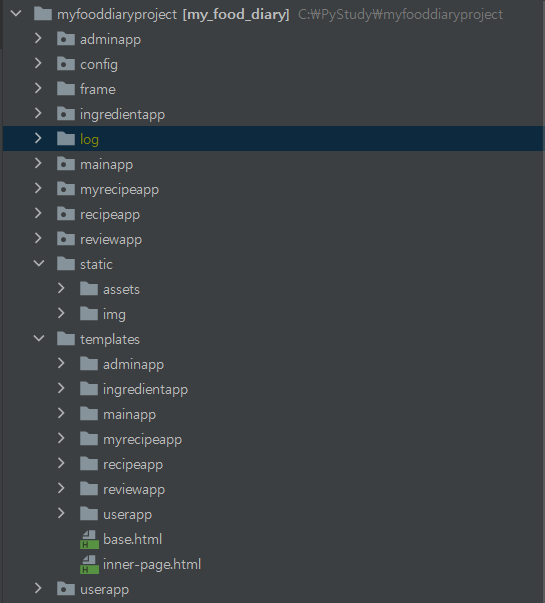 myfooddiaryproject [my_food_diary] C:₩PyStudy₩myfooddiaryproject
adminapp
config
frame
ingredientapp
log
mainapp
myrecipeapp
recipeapp
reviewapp
static
assets
img
templates
adminapp
ingredientapp
mainapp
myrecipeapp
recipeapp
reviewapp
userapp
H base.html
H inner-page.html
userapp